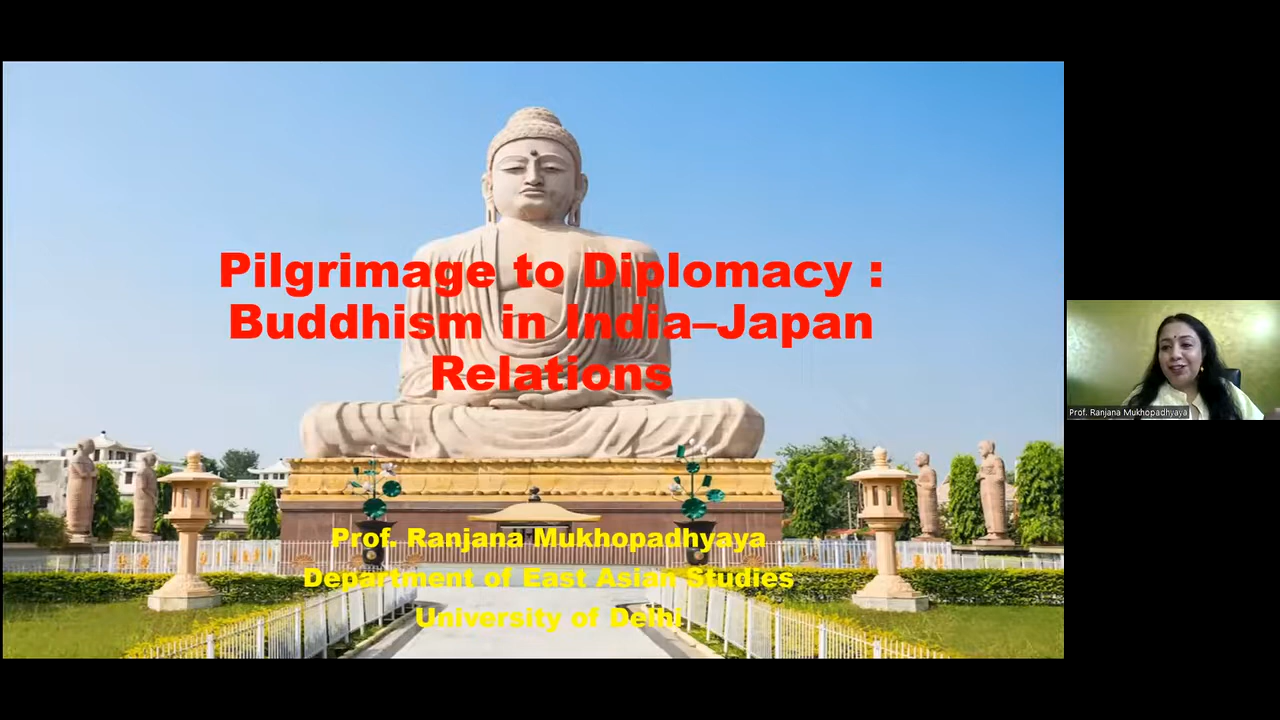 Pilgrimage to Diplomacy :
Buddhism in India–Japan
Relations
Prof. Ranjana Mukhopadhyaya
Department of East Asian Studies
University of Delhi
Prof. Ranjana Mukhopadhyaya